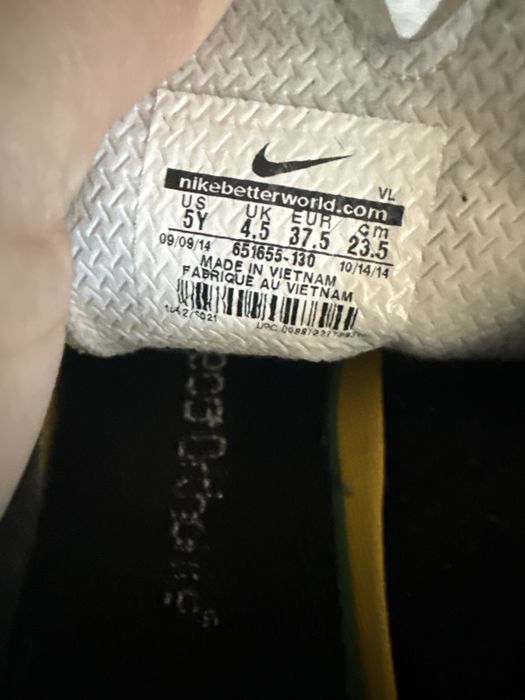 nikebetterworld.com
VL
US UK EUR cm
5Y 4.5 37.5 23.5
09/09/14 651655-130 10/14/14
MADE IN VIETNAM
FABRIQUE AU VIETNAM
UPC